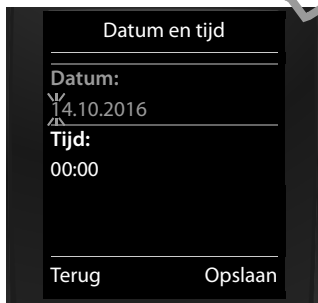 Datum en tijd
Datum:
14.10.2016
Tijd:
00:00
Terug Opslaan